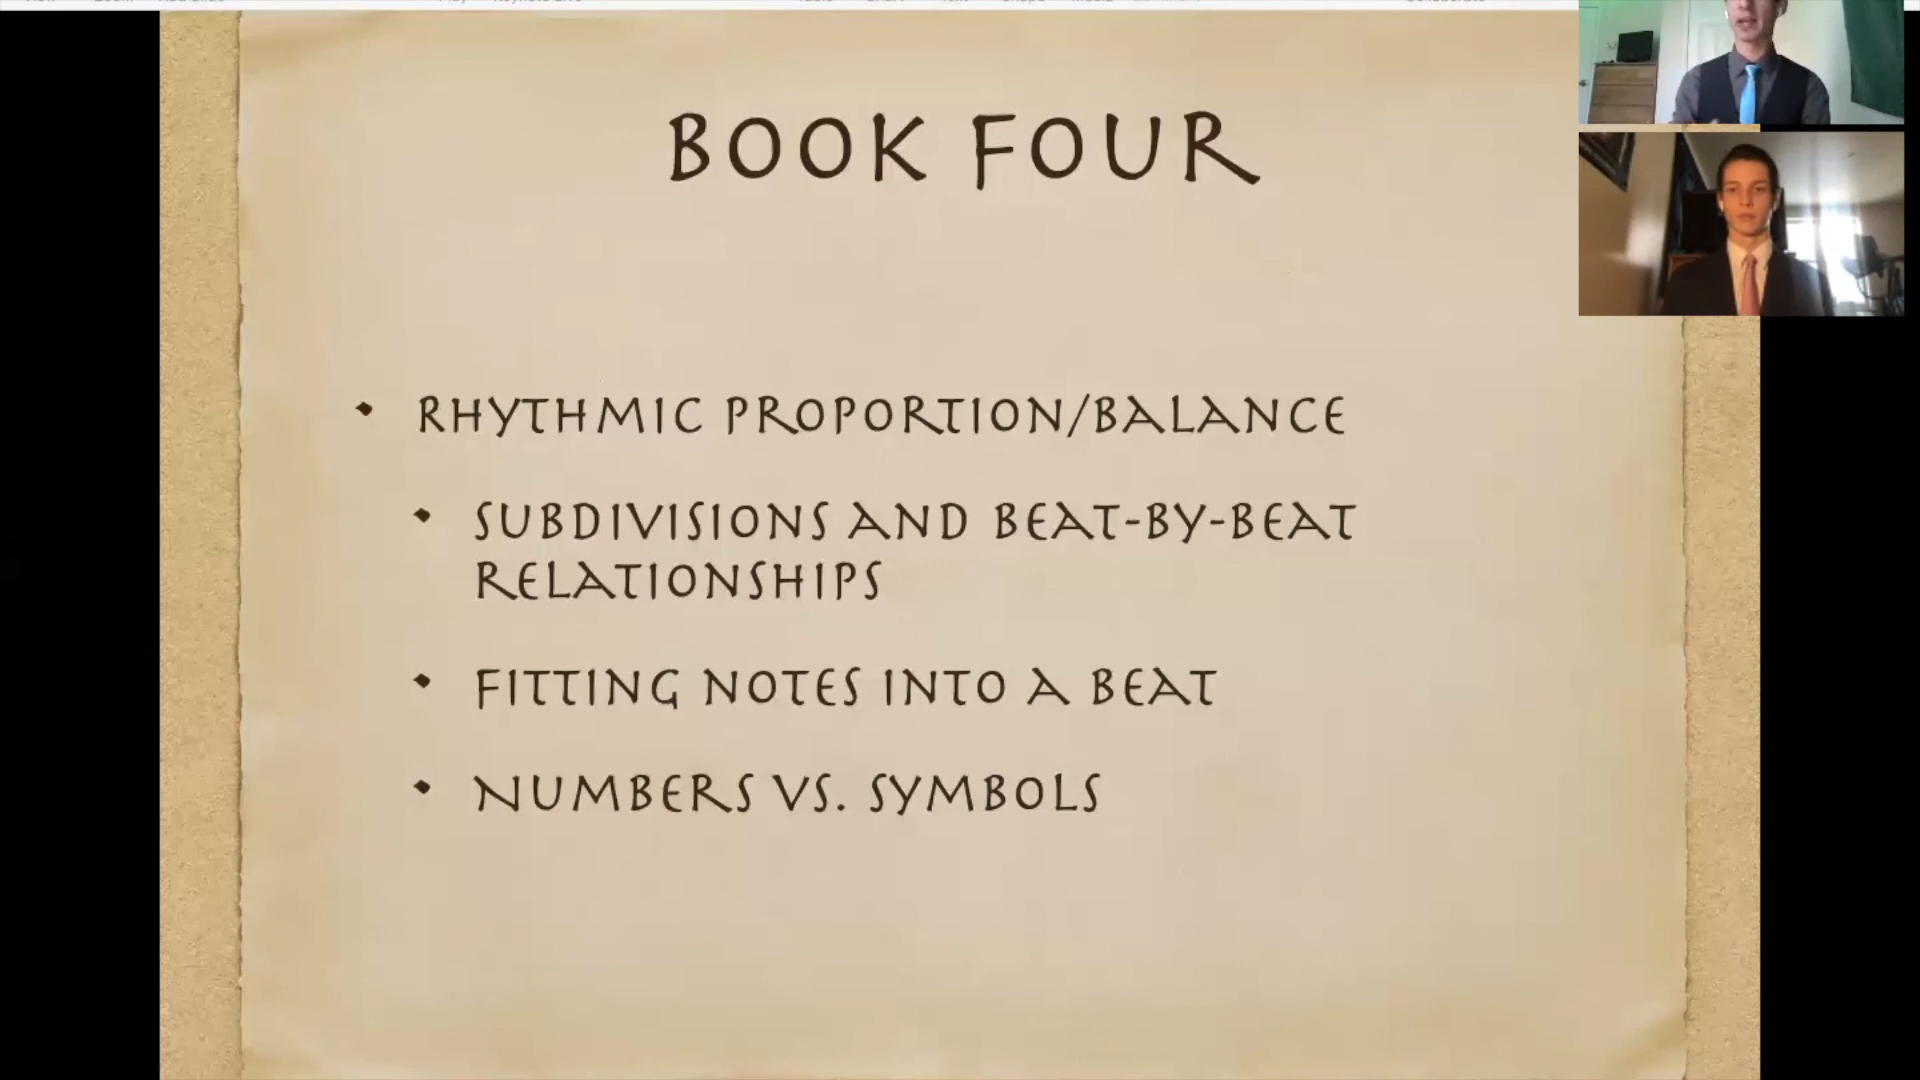 BOOK FOUR
RHYTHMIC PROPORTION/BALANCE
SUBDIVISIONS AND BEAT-BY-BEAT
RELATIONSHIPS
FITTING NOTES INTO A BEAT
NUMBERS VS. SYMBOLS